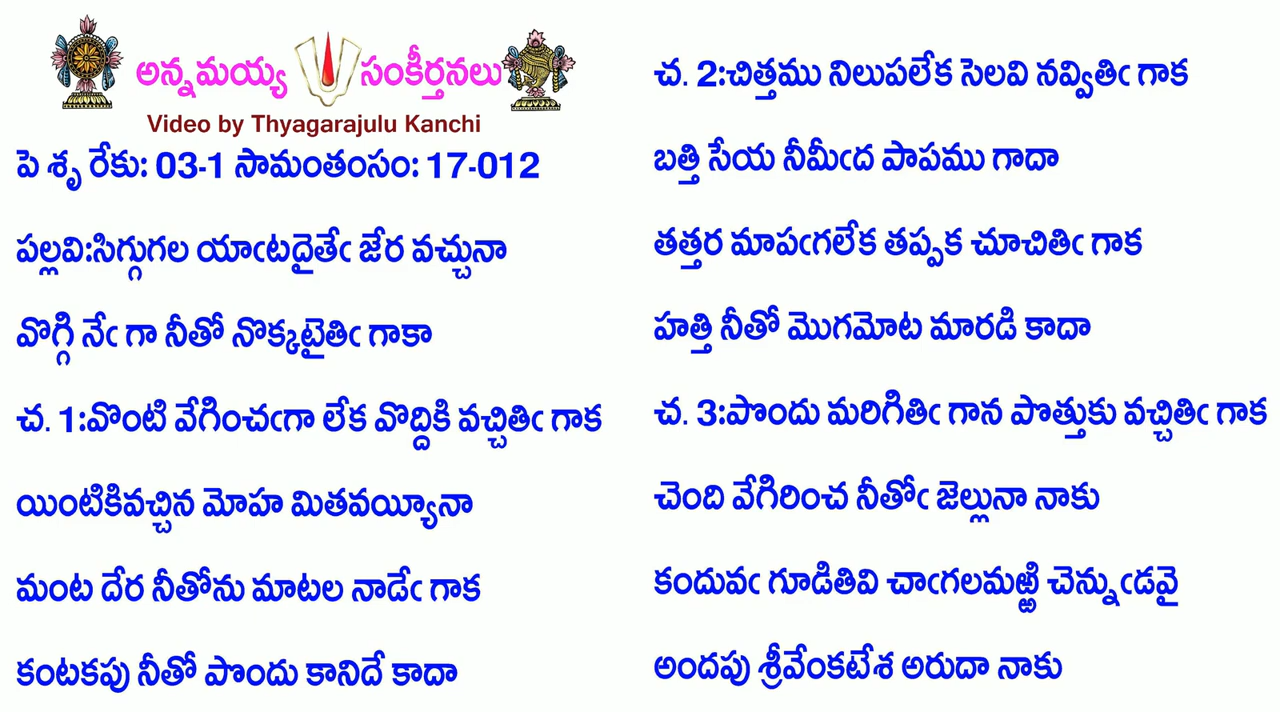 అన్నమయ్య సంకీర్తనలు
Video by Thyagarajulu Kanchi
పె శృ రేకు: 03-1 సామంతంసం: 17-012
పల్లవి:సిగ్గుగల యాఁటదైతేఁ జేర వచ్చునా
వొగ్గి నేఁ గా నీతో నొక్కటైతిఁ గాకా
చ. 1:వొంటి వేగించఁగా లేక వొద్దికి వచ్చితిఁ గాక
యింటికివచ్చిన మోహ మితవయ్యీనా
మంట దేర నీతోను మాటల నాడేఁ గాక
కంటకపు నీతో పొందు కానిదే కాదా
చ. 2:చిత్తము నిలుపలేక సెలవి నవ్వితిఁ గాక
బత్తి సేయ నీమీఁద పాపము గాదా
తత్తర మాపఁగలేక తప్పక చూచితిఁ గాక
హత్తి నీతో మొగమోట మారడి కాదా
చ. 3:పొందు మరిగితిఁ గాన పొత్తుకు వచ్చితిఁ గాక
చెంది వేగిరించ నీతోఁ జెల్లునా నాకు
కందువఁ గూడితివి చాఁగలమఱ్ఱి చెన్నుఁడవై
అందపు శ్రీవేంకటేశ అరుదా నాకు